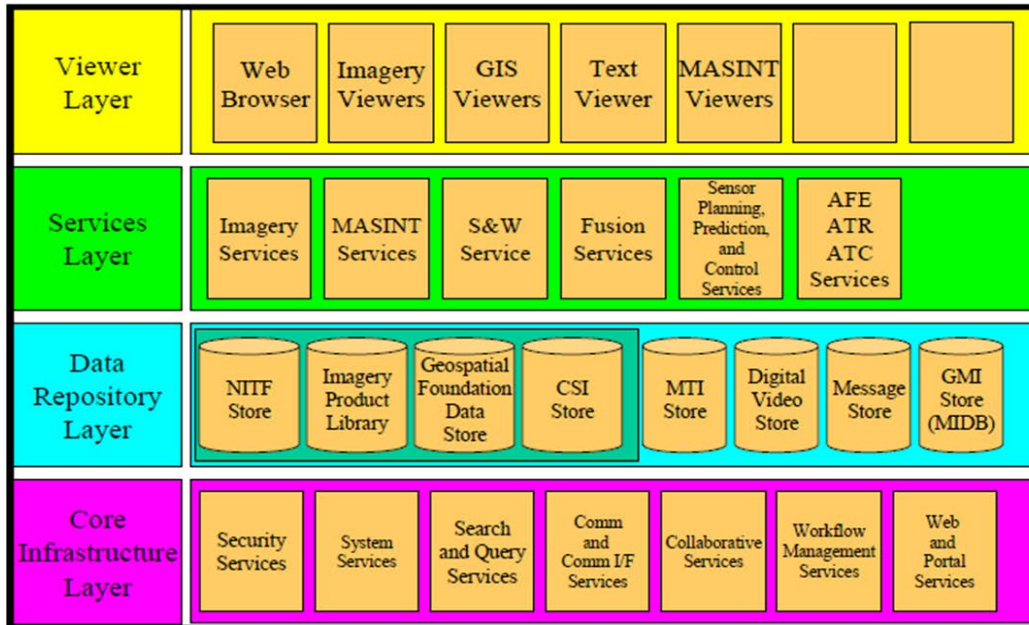 Viewer
Layer
Web
Browser
Imagery
Viewers
GIS
Viewers
Text
Viewer
MASINT
Viewers
Services
Layer
Imagery
Services
MASINT
Services
S&W
Service
Fusion
Services
Sensor
Planning,
Prediction,
and
Control
Services
AFE
ATR
ATC
Services
Data
Repository
Layer
NITF
Store
Imagery
Product
Library
Geospatial
Foundation
Data
Store
CSI
Store
MTI
Store
Digital
Video
Store
Message
Store
GMI
Store
(MIDB)
Core
Infrastructure
Layer
Security
Services
System
Services
Search
and Query
Services
Comm
and
Comm I/F
Services
Collaborative
Services
Workflow
Management
Services
Web
and
Portal
Services